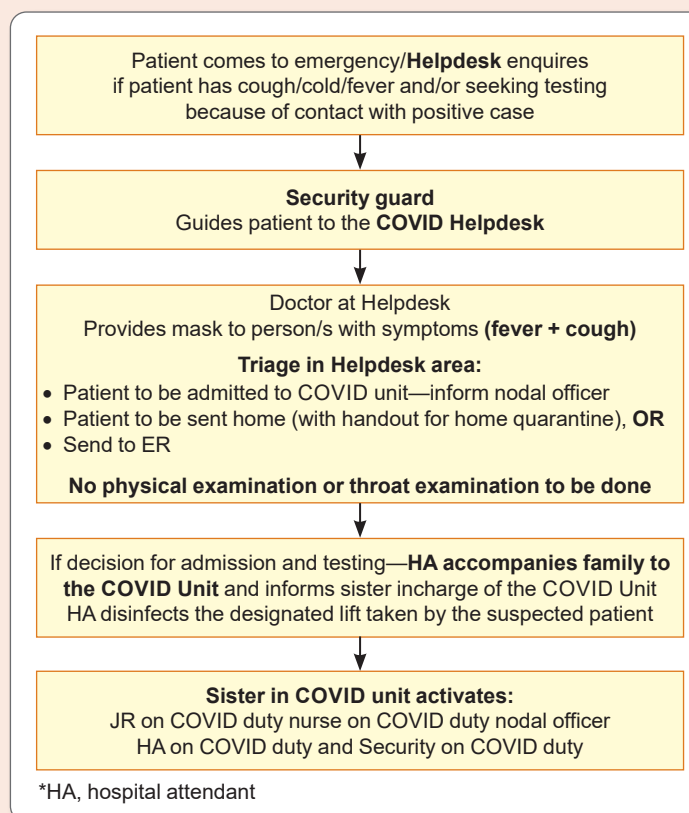 Patient comes to emergency/Helpdesk enquires
if patient has cough/cold/fever and/or seeking testing
because of contact with positive case
Security guard
Guides patient to the COVID Helpdesk
Doctor at Helpdesk
Provides mask to person/s with symptoms (fever + cough)
Triage in Helpdesk area:
• Patient to be admitted to COVID unit—inform nodal officer
• Patient to be sent home (with handout for home quarantine), OR
• Send to ER
No physical examination or throat examination to be done
If decision for admission and testing—HA accompanies family to
the COVID Unit and informs sister incharge of the COVID Unit
HA disinfects the designated lift taken by the suspected patient
Sister in COVID unit activates:
JR on COVID duty nurse on COVID duty nodal officer
HA on COVID duty and Security on COVID duty
*HA, hospital attendant